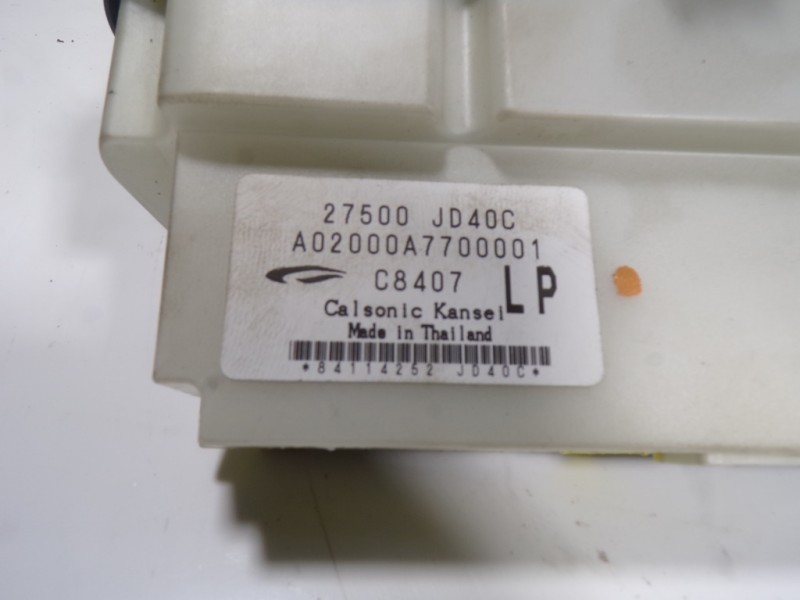 27500 JD40C
A02000A7700001
C8407 LP
Calsonic Kansei
Made in Thailand
*84114252 JD40C*